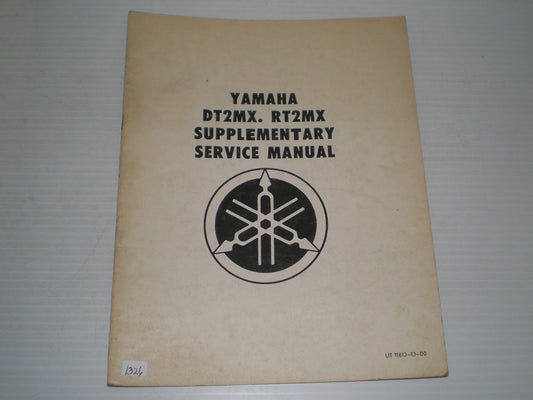 YAMAHA
DT2MX. RT2MX
SUPPLEMENTARY
SERVICE MANUAL
LIT 11613-13-00
1326